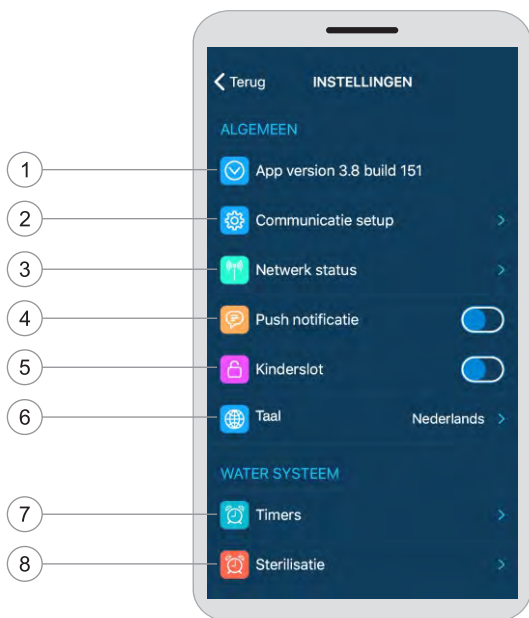 Terug INSTELLINGEN
ALGEMEEN
1 App version 3.8 build 151
2 Communicatie setup
3 Netwerk status
4 Push notificatie
5 Kinderslot
6 Taal Nederlands
WATER SYSTEEM
7 Timers
8 Sterilisatie